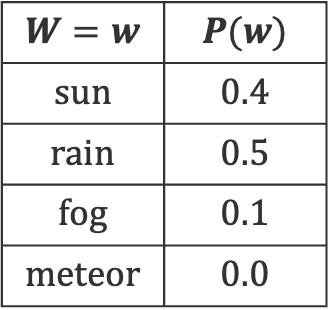 W = w P(w)
sun 0.4
rain 0.5
fog 0.1
meteor 0.0